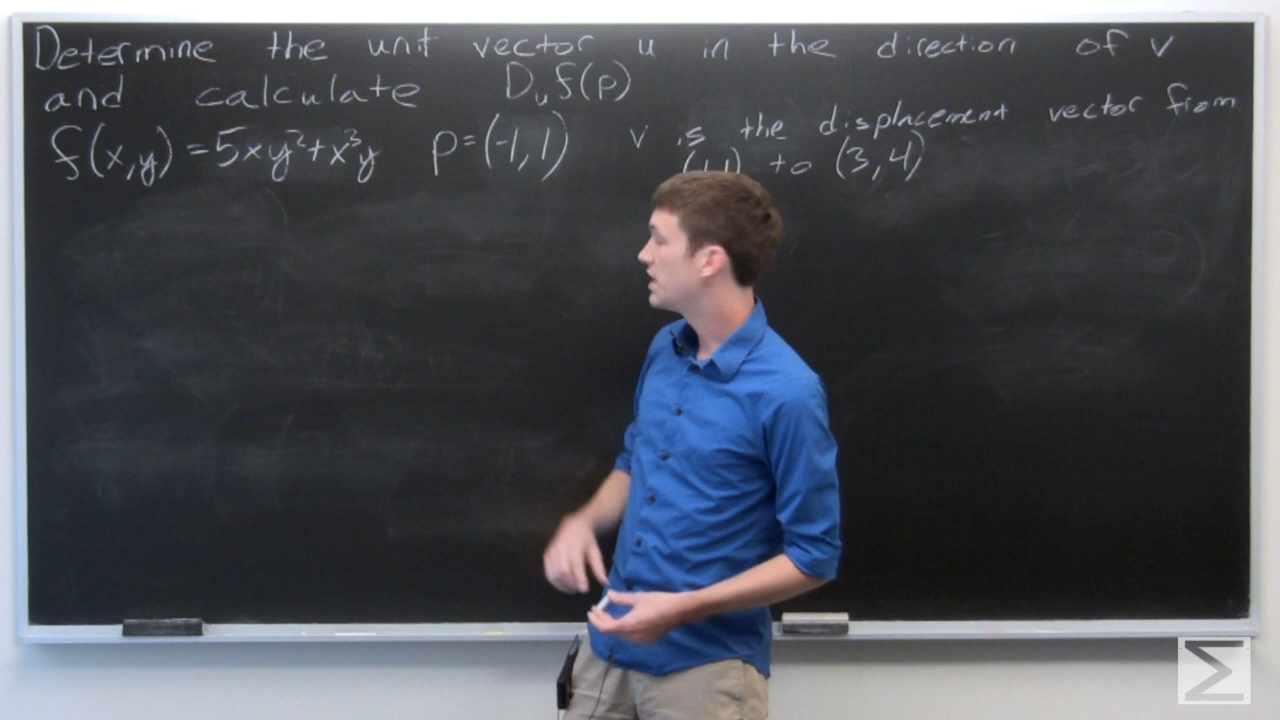 Determine the unit vector u in the direction of v
and calculate D_u f(p)
f(x,y) = 5xy² + x³y p = (-1, 1) v is the displacement vector from
(1,1) to (3,4)
Σ